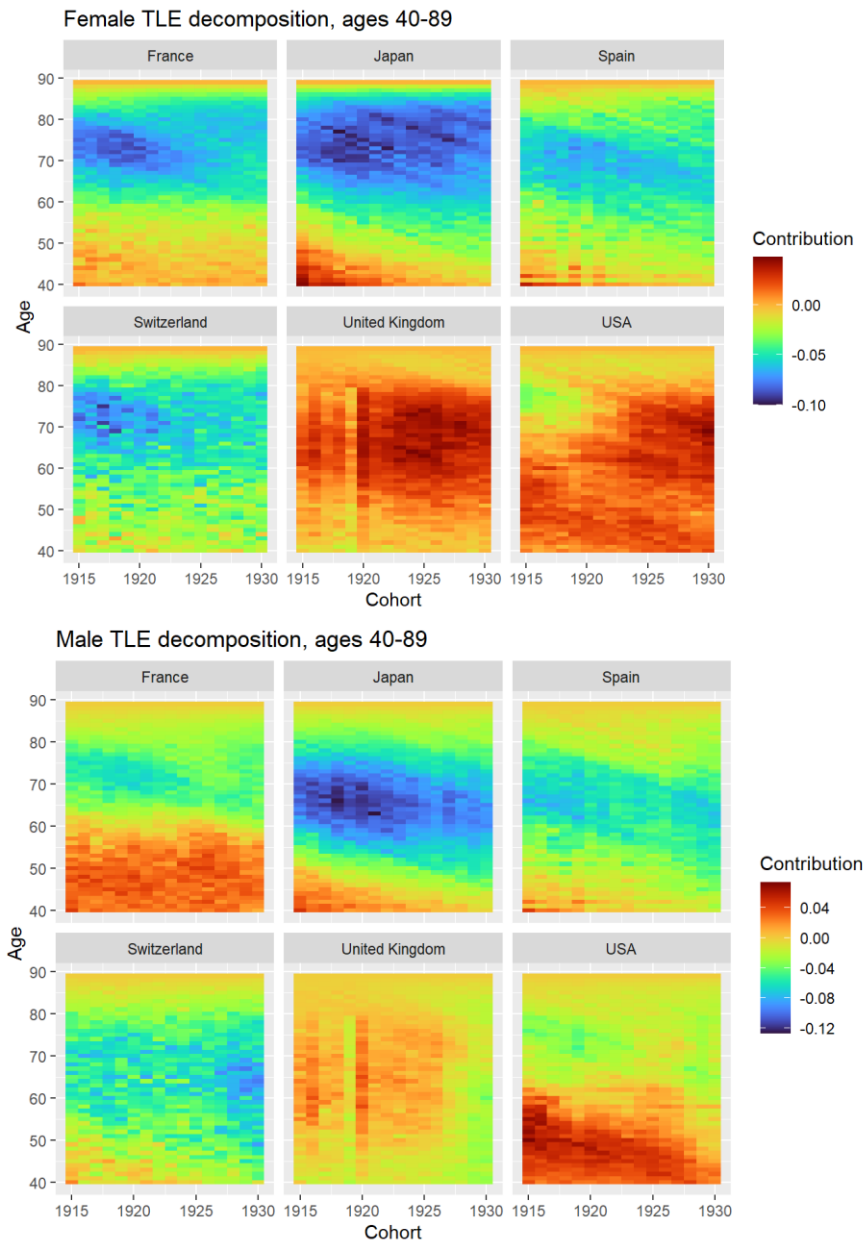 Female TLE decomposition, ages 40-89
France Japan Spain
90
80
70
60
50
40
Switzerland United Kingdom USA
90
80
70
60
50
40
1915 1920 1925 1930 1915 1920 1925 1930 1915 1920 1925 1930
Age
Cohort
Contribution
0.00
-0.05
-0.10
Male TLE decomposition, ages 40-89
France Japan Spain
90
80
70
60
50
40
Switzerland United Kingdom USA
90
80
70
60
50
40
1915 1920 1925 1930 1915 1920 1925 1930 1915 1920 1925 1930
Age
Cohort
Contribution
0.04
0.00
-0.04
-0.08
-0.12